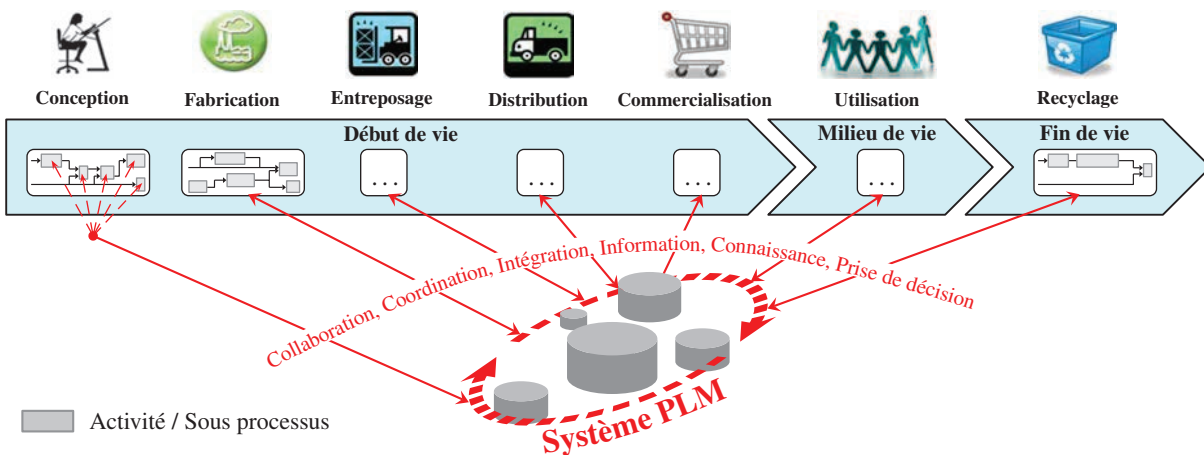 Conception Fabrication Entreposage Distribution Commercialisation Utilisation Recyclage
Début de vie Milieu de vie Fin de vie
... ... ... ...
Collaboration, Coordination, Intégration, Information, Connaissance, Prise de décision
Système PLM
Activité / Sous processus